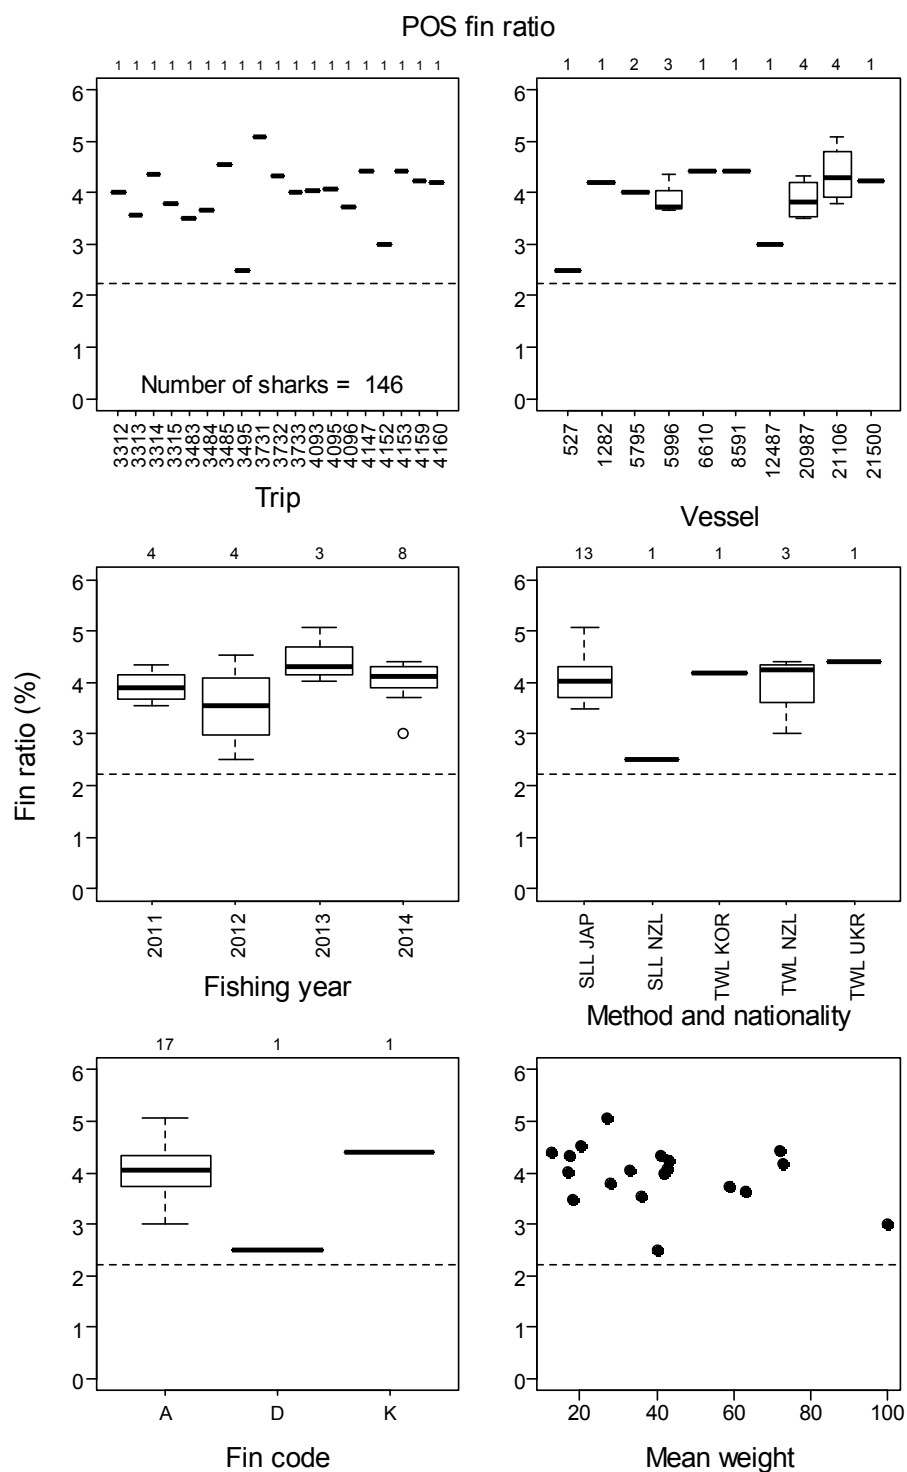 POS fin ratio
1 1 1 1 1 1 1 1 1 1 1 1 1 1 1 1 1 1 1
6
5
4
3
2
1
0
Number of sharks = 146
3312 3313 3314 3315 3483 3484 3485 3495 3731 3732 3733 4093 4095 4096 4147 4152 4153 4159 4160
Trip
1 1 2 3 1 1 1 4 4 1
6
5
4
3
2
1
0
527 1282 5795 5996 6610 8591 12487 20987 21106 21500
Vessel
Fin ratio (%)
4 4 3 8
6
5
4
3
2
1
0
2011 2012 2013 2014
Fishing year
13 1 1 3 1
6
5
4
3
2
1
0
SLL JAP SLL NZL TWL KOR TWL NZL TWL UKR
Method and nationality
17 1 1
6
5
4
3
2
1
0
A D K
Fin code
6
5
4
3
2
1
0
20 40 60 80 100
Mean weight